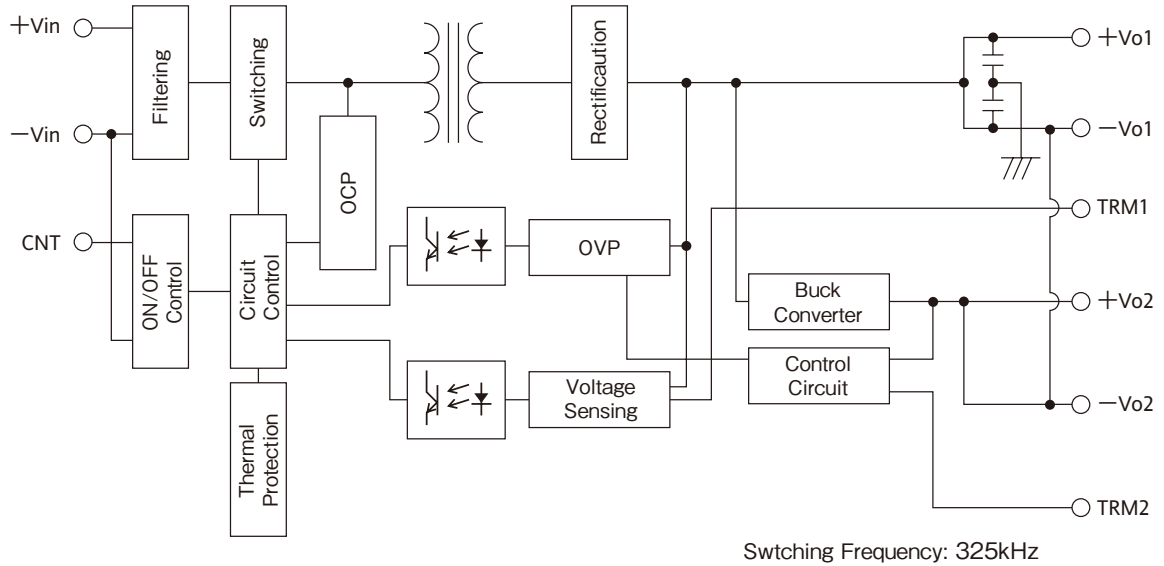 +Vin
Filtering
Switching
Rectificaution
+Vo1
−Vin
−Vo1
OCP
TRM1
CNT
ON/OFF
Control
Circuit
Control
OVP
Buck
Converter
+Vo2
Control
Circuit
Voltage
Sensing
−Vo2
Thermal
Protection
TRM2
Swtching Frequency: 325kHz